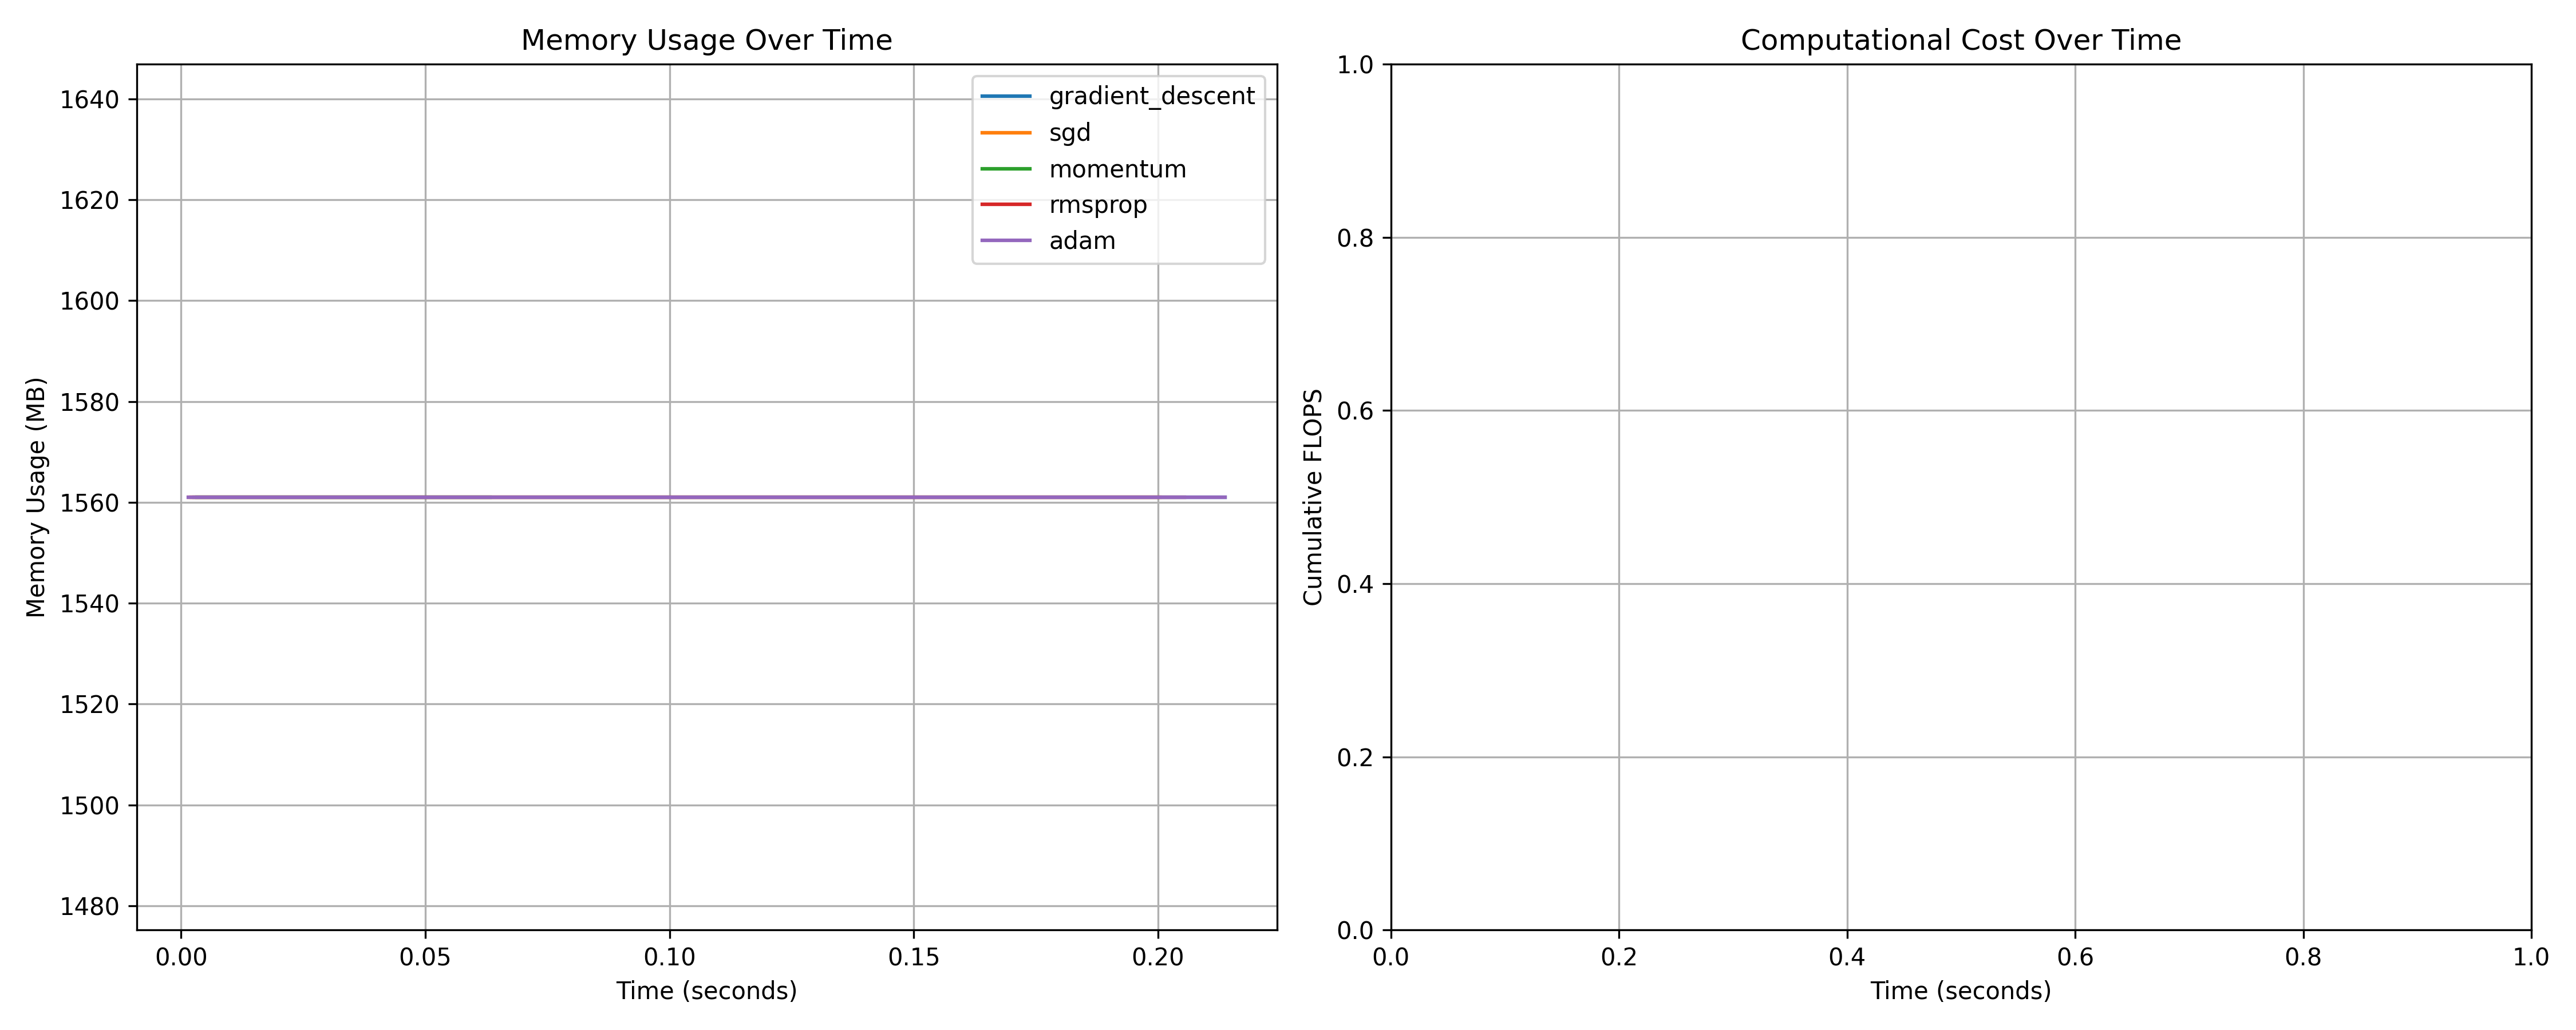 Memory Usage Over Time
Memory Usage (MB)
1640
1620
1600
1580
1560
1540
1520
1500
1480
0.00 0.05 0.10 0.15 0.20
Time (seconds)
gradient_descent
sgd
momentum
rmsprop
adam
Computational Cost Over Time
Cumulative FLOPS
1.0
0.8
0.6
0.4
0.2
0.0
0.0 0.2 0.4 0.6 0.8 1.0
Time (seconds)